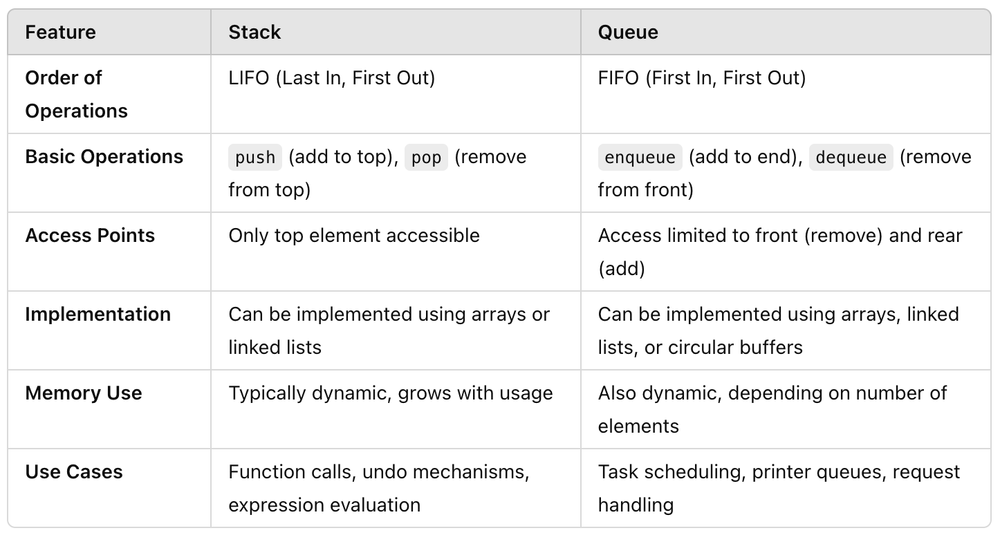 Feature Stack Queue
Order of Operations LIFO (Last In, First Out) FIFO (First In, First Out)
Basic Operations push (add to top), pop (remove from top) enqueue (add to end), dequeue (remove from front)
Access Points Only top element accessible Access limited to front (remove) and rear (add)
Implementation Can be implemented using arrays or linked lists Can be implemented using arrays, linked lists, or circular buffers
Memory Use Typically dynamic, grows with usage Also dynamic, depending on number of elements
Use Cases Function calls, undo mechanisms, expression evaluation Task scheduling, printer queues, request handling